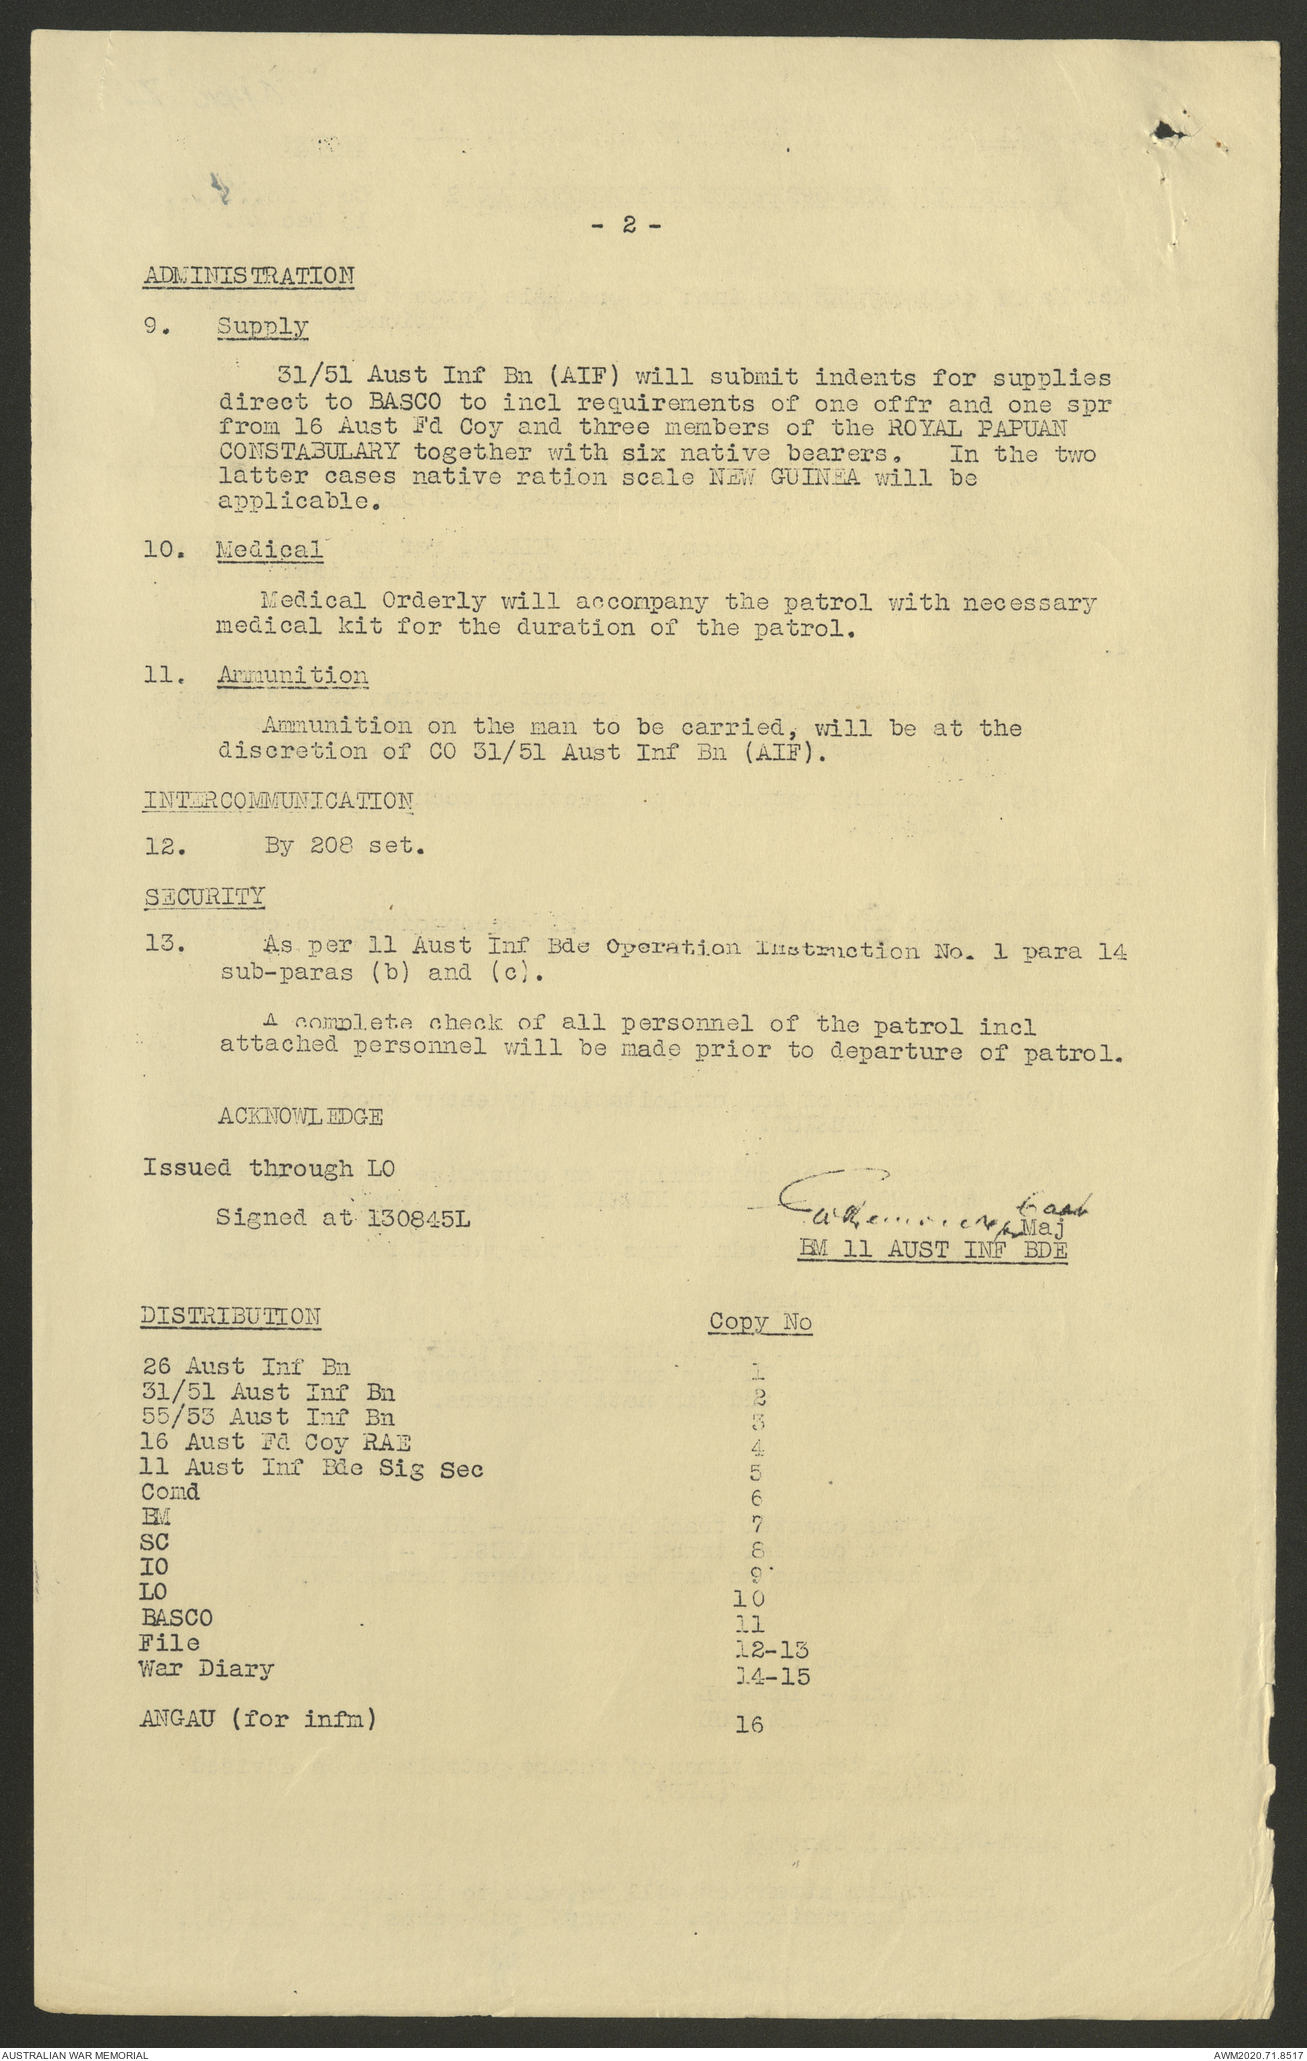 - 2 -
ADMINISTRATION
9. Supply
31/51 Aust Inf Bn (AIF) will submit indents for supplies
direct to BASCO to incl requirements of one offr and one spr
from 16 Aust Fd Coy and three members of the ROYAL PAPUAN
CONSTABULARY together with six native bearers. In the two
latter cases native ration scale NEW GUINEA will be
applicable.
10. Medical
Medical Orderly will accompany the patrol with necessary
medical kit for the duration of the patrol.
11. Ammunition
Ammunition on the man to be carried, will be at the
discretion of CO 31/51 Aust Inf Bn (AIF).
INTERCOMMUNICATION
12. By 208 set.
SECURITY
13. As per 11 Aust Inf Bde Operation Instruction No. 1 para 14
sub-paras (b) and (c).
A complete check of all personnel of the patrol incl
attached personnel will be made prior to departure of patrol.
ACKNOWLEDGE
Issued through LO
Signed at 130845L
Maj
BM 11 AUST INF BDE
DISTRIBUTION Copy No
26 Aust Inf Bn 1
31/51 Aust Inf Bn 2
55/53 Aust Inf Bn 3
16 Aust Fd Coy RAE 4
11 Aust Inf Bde Sig Sec 5
Comd 6
BM 7
SC 8
IO 9
LO 10
BASCO 11
File 12-13
War Diary 14-15
ANGAU (for infm) 16
AUSTRALIAN WAR MEMORIAL AWM2020.71.8517